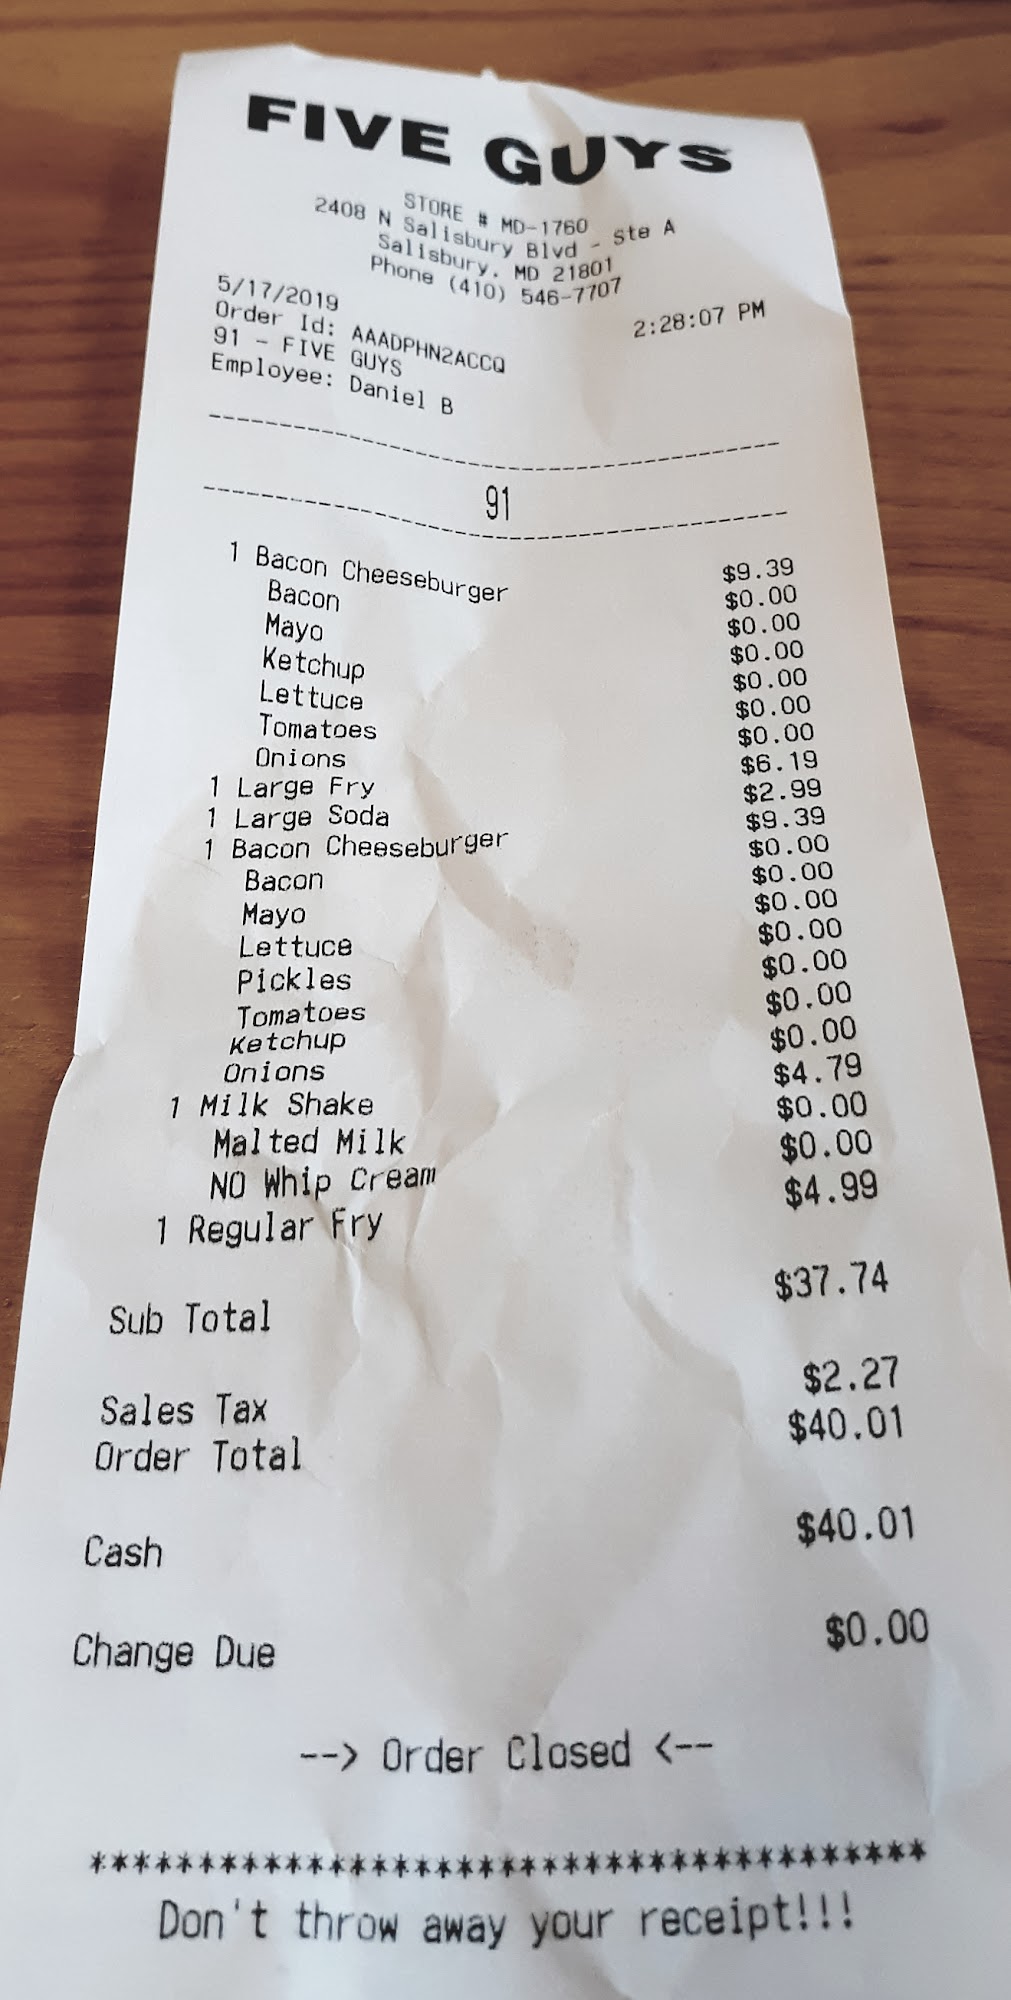 FIVE GUYS
STORE # MD-1760
2408 N Salisbury Blvd - Ste A
Salisbury, MD 21801
Phone (410) 546-7707
5/17/2019 2:28:07 PM
Order Id: AAADPHN2ACCQ
91 - FIVE GUYS
Employee: Daniel B
91
1 Bacon Cheeseburger $9.39
Bacon $0.00
Mayo $0.00
Ketchup $0.00
Lettuce $0.00
Tomatoes $0.00
Onions $0.00
1 Large Fry $6.19
1 Large Soda $2.99
1 Bacon Cheeseburger $9.39
Bacon $0.00
Mayo $0.00
Lettuce $0.00
Pickles $0.00
Tomatoes $0.00
Ketchup $0.00
Onions $0.00
1 Milk Shake $4.79
Malted Milk $0.00
NO Whip Cream $0.00
1 Regular Fry $4.99
Sub Total $37.74
Sales Tax $2.27
Order Total $40.01
Cash $40.01
Change Due $0.00
--> Order Closed <--
***************************************
Don't throw away your receipt!!!